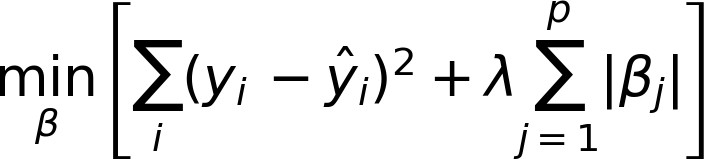 min_β [ ∑_i (y_i − ŷ_i)² + λ ∑_{j=1}^{p} |β_j| ]